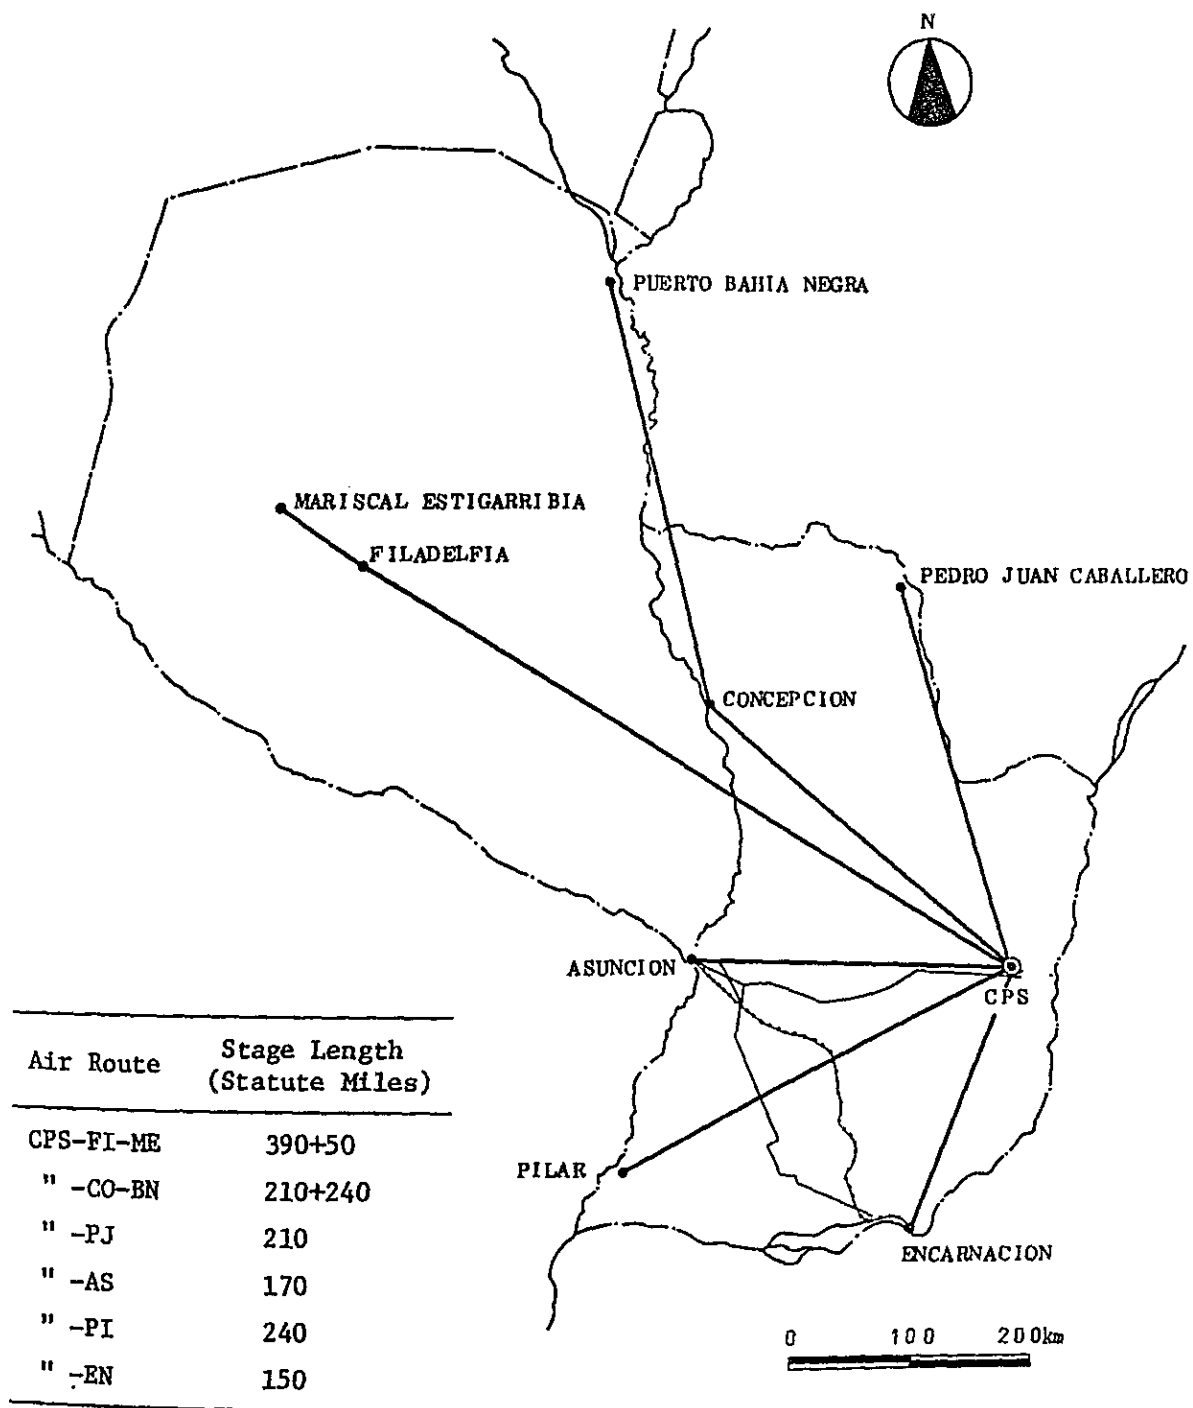 N
PUERTO BAHIA NEGRA
MARISCAL ESTIGARRIBIA
FILADELFIA
PEDRO JUAN CABALLERO
CONCEPCION
ASUNCION
CPS
PILAR
ENCARNACION
Air Route Stage Length
(Statute Miles)
CPS-FI-ME 390+50
" -CO-BN 210+240
" -PJ 210
" -AS 170
" -PI 240
" -EN 150
0 100 200km